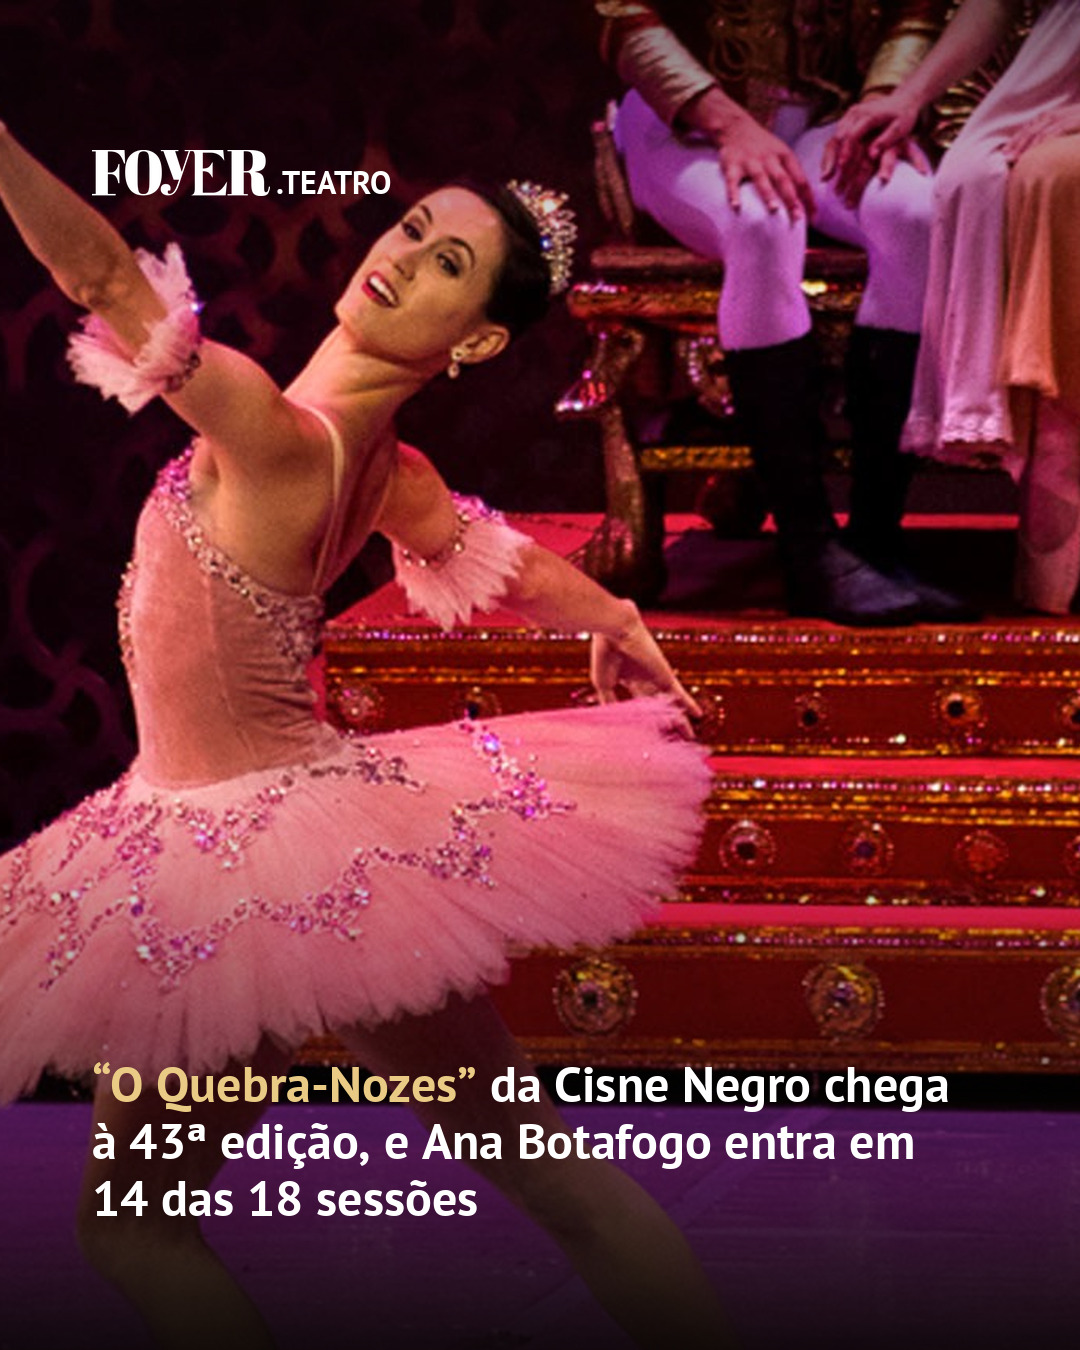 FOYER .TEATRO
“O Quebra-Nozes” da Cisne Negro chega
à 43ª edição, e Ana Botafogo entra em
14 das 18 sessões